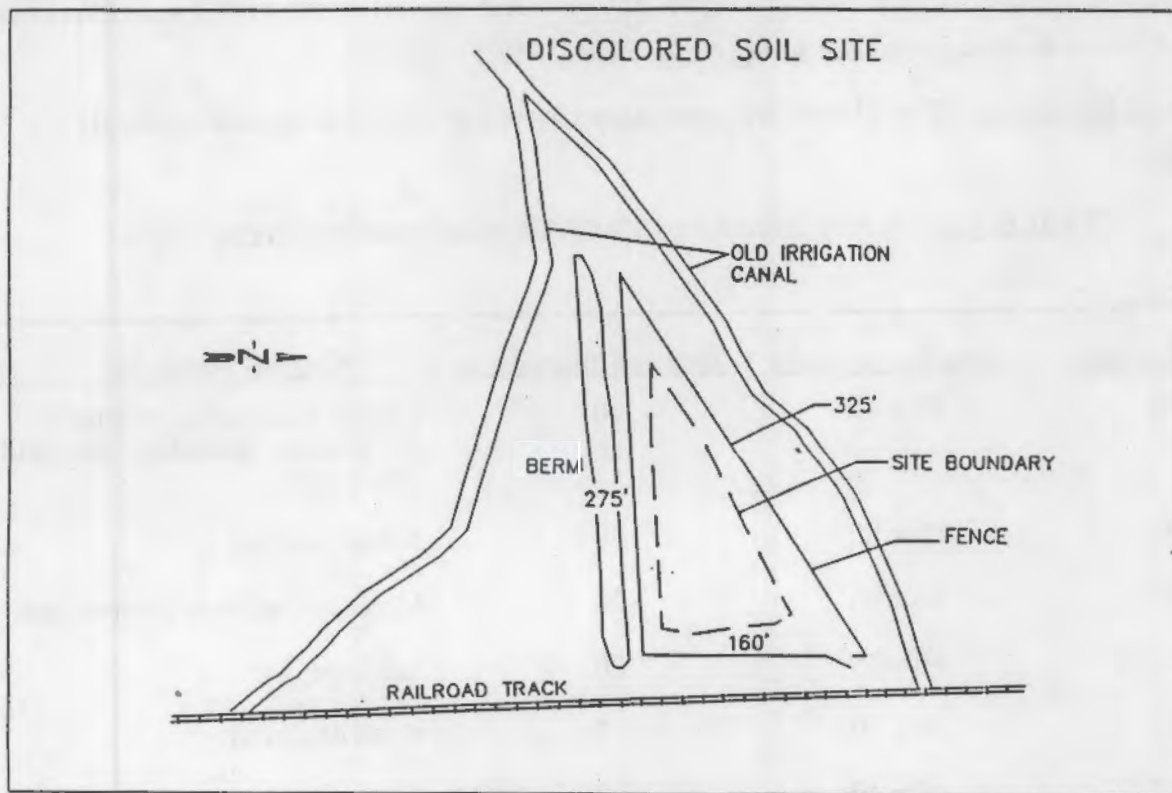 DISCOLORED SOIL SITE
OLD IRRIGATION
CANAL
N
325'
BERM
275'
SITE BOUNDARY
FENCE
160'
RAILROAD TRACK